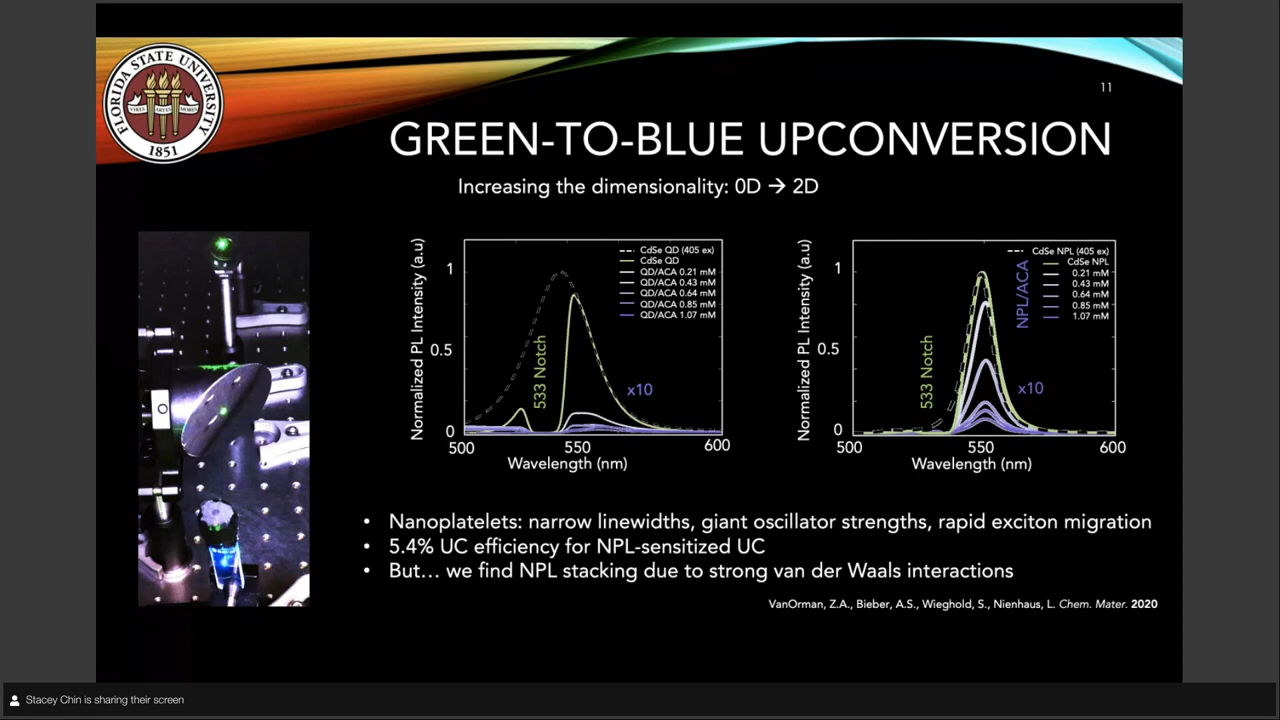 11
FLORIDA STATE UNIVERSITY
VIRES ARTES MORES
1851
GREEN-TO-BLUE UPCONVERSION
Increasing the dimensionality: 0D → 2D
Normalized PL Intensity (a.u)
1
0.5
0
CdSe QD (405 ex)
CdSe QD
QD/ACA 0.21 mM
QD/ACA 0.43 mM
QD/ACA 0.64 mM
QD/ACA 0.85 mM
QD/ACA 1.07 mM
533 Notch
x10
500
550
600
Wavelength (nm)
Normalized PL Intensity (a.u)
1
0.5
0
CdSe NPL (405 ex)
CdSe NPL
NPL/ACA
0.21 mM
0.43 mM
0.64 mM
0.85 mM
1.07 mM
533 Notch
x10
500
550
600
Wavelength (nm)
• Nanoplatelets: narrow linewidths, giant oscillator strengths, rapid exciton migration
• 5.4% UC efficiency for NPL-sensitized UC
• But... we find NPL stacking due to strong van der Waals interactions
VanOrman, Z.A., Bieber, A.S., Wieghold, S., Nienhaus, L. Chem. Mater. 2020
Stacey Chin is sharing their screen